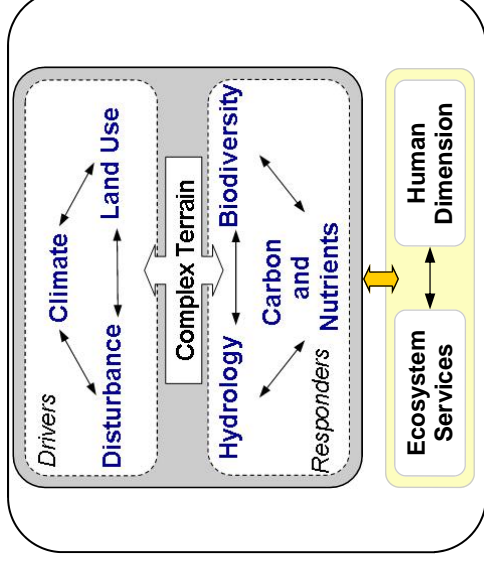 Drivers
Climate
Disturbance
Land Use
Complex Terrain
Hydrology
Biodiversity
Carbon
and
Nutrients
Responders
Ecosystem
Services
Human
Dimension